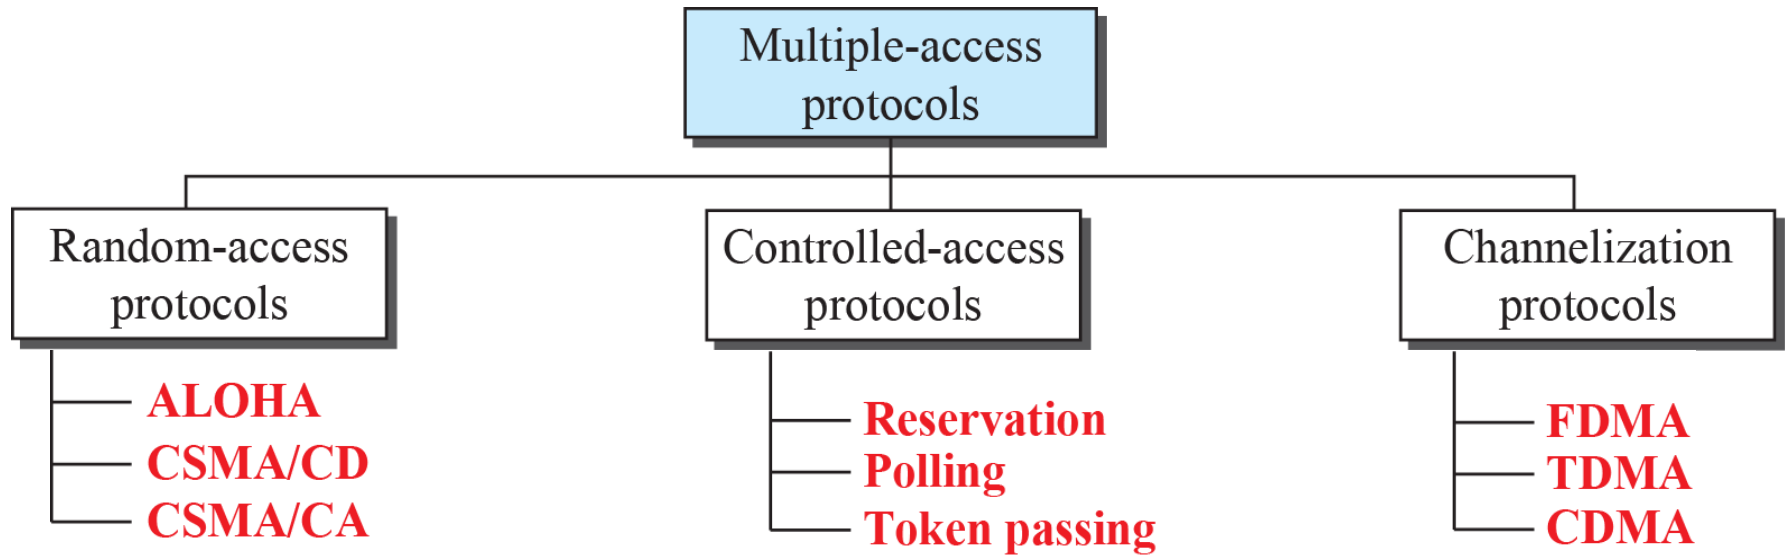 Multiple-access
protocols
Random-access
protocols
ALOHA
CSMA/CD
CSMA/CA
Controlled-access
protocols
Reservation
Polling
Token passing
Channelization
protocols
FDMA
TDMA
CDMA